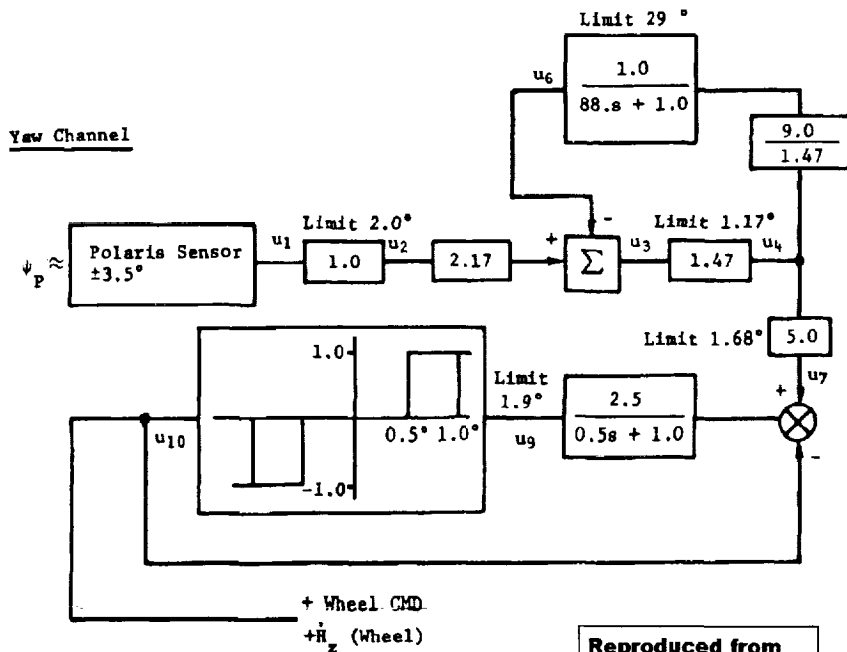 Limit 29 °
u6
1.0
88.s + 1.0
Yaw Channel
9.0
1.47
Limit 2.0°
-
Limit 1.17°
ψP ≈
Polaris Sensor
±3.5°
u1
1.0
u2
2.17
+
Σ
u3
1.47
u4
Limit 1.68°
5.0
1.0
Limit
1.9°
u7
+
u10
0.5° 1.0°
u9
2.5
0.5s + 1.0
-
-1.0
+ Wheel CMD
+Ḣz (Wheel)
Reproduced from